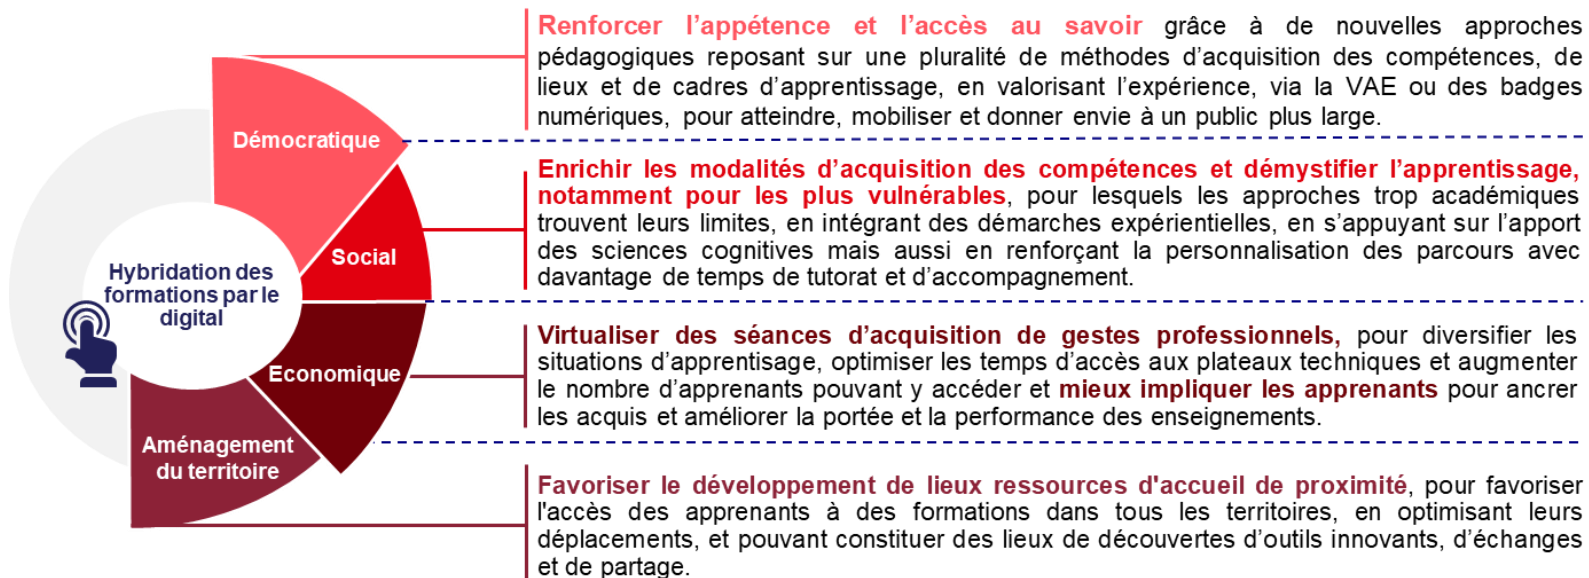 Renforcer l’appétence et l’accès au savoir grâce à de nouvelles approches
pédagogiques reposant sur une pluralité de méthodes d’acquisition des compétences, de
lieux et de cadres d’apprentissage, en valorisant l’expérience, via la VAE ou des badges
numériques, pour atteindre, mobiliser et donner envie à un public plus large.
Démocratique
Enrichir les modalités d’acquisition des compétences et démystifier l’apprentissage,
notamment pour les plus vulnérables, pour lesquels les approches trop académiques
trouvent leurs limites, en intégrant des démarches expérientielles, en s’appuyant sur l’apport
des sciences cognitives mais aussi en renforçant la personnalisation des parcours avec
davantage de temps de tutorat et d’accompagnement.
Social
Hybridation des
formations par le
digital
Virtualiser des séances d’acquisition de gestes professionnels, pour diversifier les
situations d’apprentisage, optimiser les temps d’accès aux plateaux techniques et augmenter
le nombre d’apprenants pouvant y accéder et mieux impliquer les apprenants pour ancrer
les acquis et améliorer la portée et la performance des enseignements.
Economique
Aménagement
du territoire
Favoriser le développement de lieux ressources d'accueil de proximité, pour favoriser
l'accès des apprenants à des formations dans tous les territoires, en optimisant leurs
déplacements, et pouvant constituer des lieux de découvertes d’outils innovants, d’échanges
et de partage.